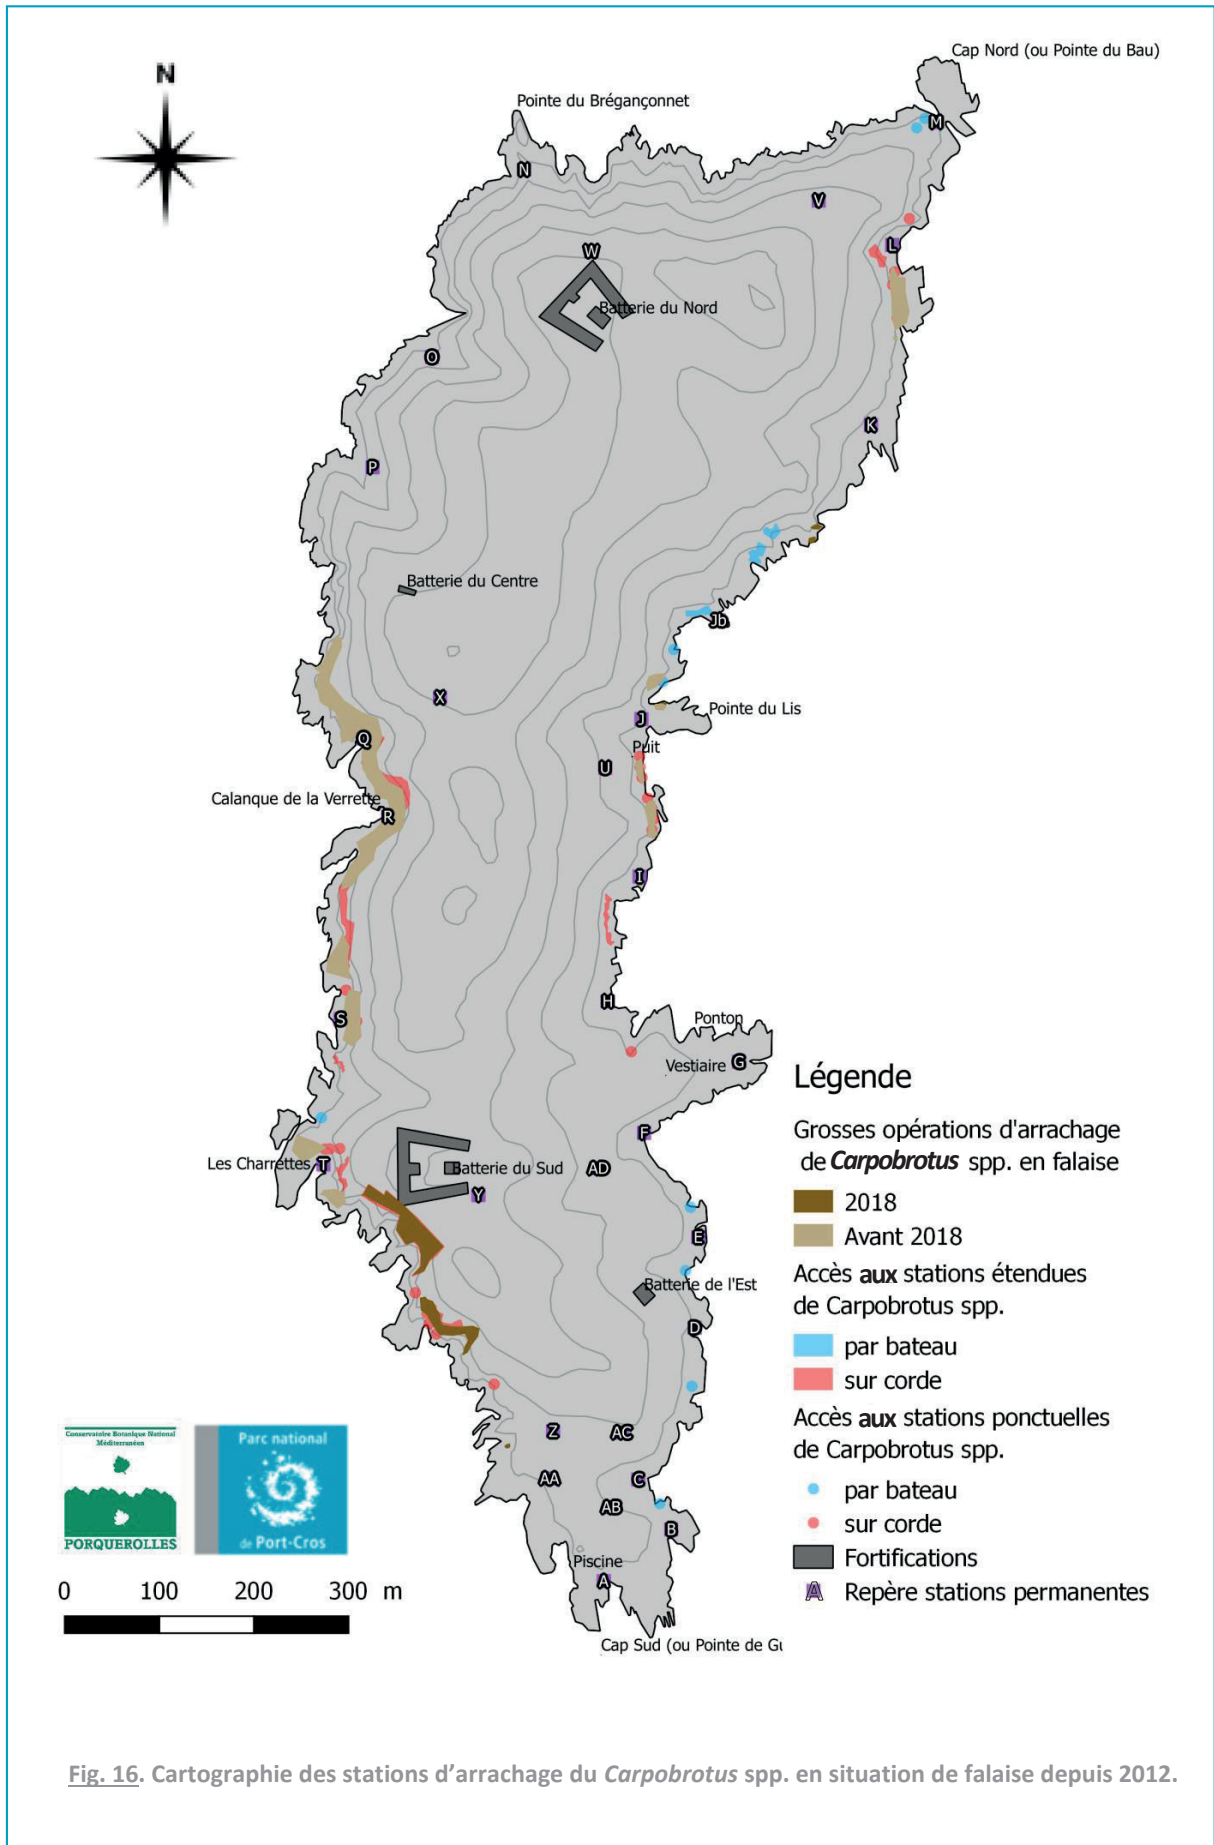 Cap Nord (ou Pointe du Bau)
N
Pointe du Brégançonnet
M
N
V
L
W
Batterie du Nord
O
K
P
Batterie du Centre
Jb
X
Pointe du Lis
J
Q
Puit
U
Calanque de la Verrette
R
I
H
S
Ponton
Vestiaire G
F
Les Charrettes T
Batterie du Sud
AD
Y
E
Batterie de l'Est
D
Z
AC
AA
C
AB
B
Piscine
A
Cap Sud (ou Pointe de Gu
Légende
Grosses opérations d'arrachage
de Carpobrotus spp. en falaise
2018
Avant 2018
Accès aux stations étendues
de Carpobrotus spp.
par bateau
sur corde
Accès aux stations ponctuelles
de Carpobrotus spp.
par bateau
sur corde
Fortifications
A Repère stations permanentes
Conservatoire Botanique National
Méditerranéen
PORQUEROLLES
Parc national
de Port-Cros
0 100 200 300 m
Fig. 16. Cartographie des stations d'arrachage du Carpobrotus spp. en situation de falaise depuis 2012.